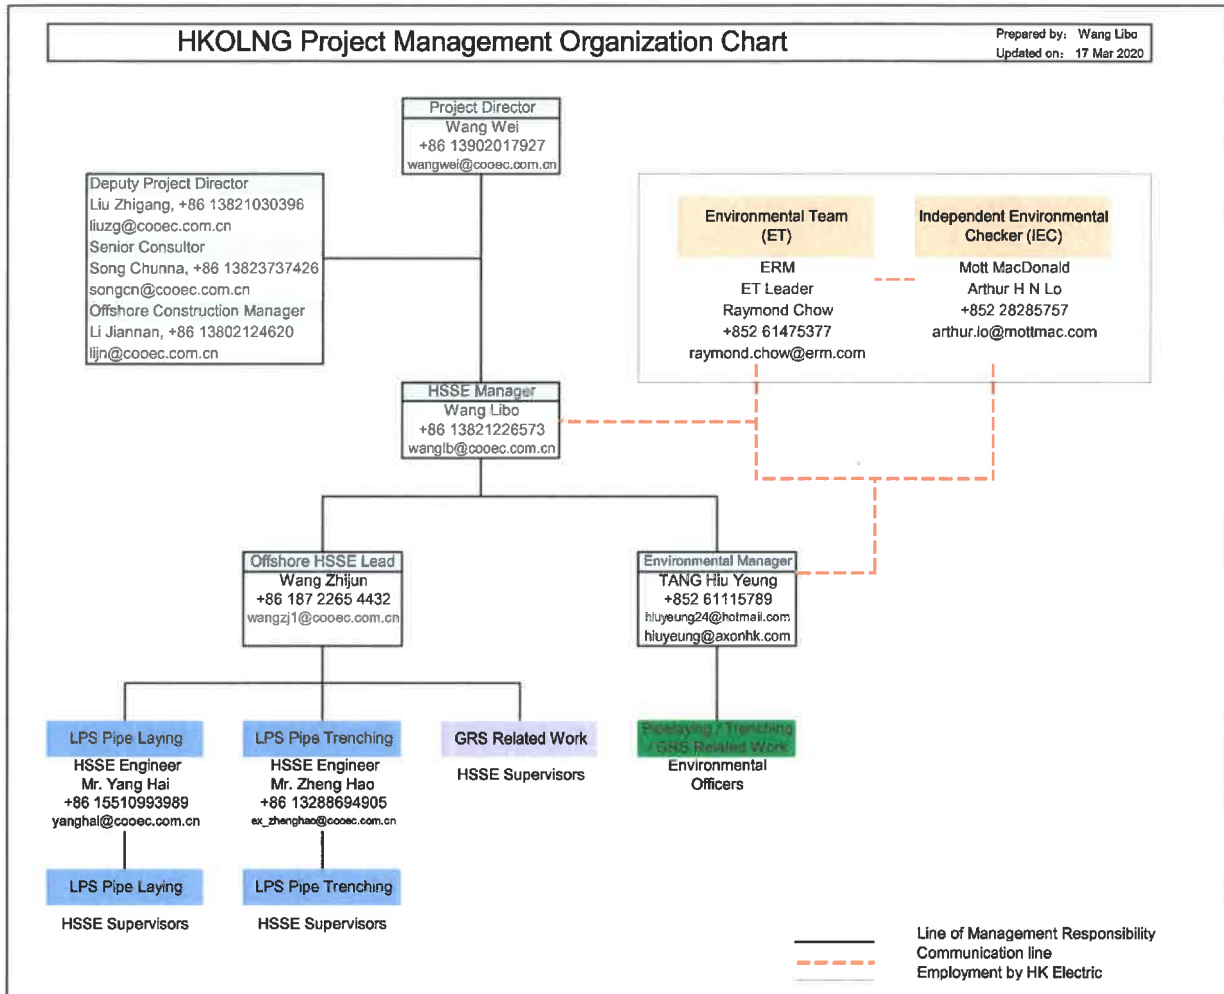 HKOLNG Project Management Organization Chart
Prepared by: Wang Libo
Updated on: 17 Mar 2020
Project Director
Wang Wei
+86 13902017927
wangwei@cooec.com.cn
Deputy Project Director
Liu Zhigang, +86 13821030396
liuzg@cooec.com.cn
Senior Consultor
Song Chunna, +86 13823737426
songcn@cooec.com.cn
Offshore Construction Manager
Li Jiannan, +86 13802124620
lijn@cooec.com.cn
Environmental Team
(ET)
ERM
ET Leader
Raymond Chow
+852 61475377
raymond.chow@erm.com
Independent Environmental
Checker (IEC)
Mott MacDonald
Arthur H N Lo
+852 28285757
arthur.lo@mottmac.com
HSSE Manager
Wang Libo
+86 13821226573
wanglb@cooec.com.cn
Offshore HSSE Lead
Wang Zhijun
+86 187 2265 4432
wangzj1@cooec.com.cn
Environmental Manager
TANG Hiu Yeung
+852 61115789
hiuyeung24@hotmail.com
hiuyeung@axonhk.com
LPS Pipe Laying
HSSE Engineer
Mr. Yang Hai
+86 15510993989
yanghai@cooec.com.cn
LPS Pipe Trenching
HSSE Engineer
Mr. Zheng Hao
+86 13288694905
ex_zhenghao@cooec.com.cn
GRS Related Work
HSSE Supervisors
Pipelaying / Trenching
/ GRS Related Work
Environmental
Officers
LPS Pipe Laying
HSSE Supervisors
LPS Pipe Trenching
HSSE Supervisors
Line of Management Responsibility
Communication line
Employment by HK Electric